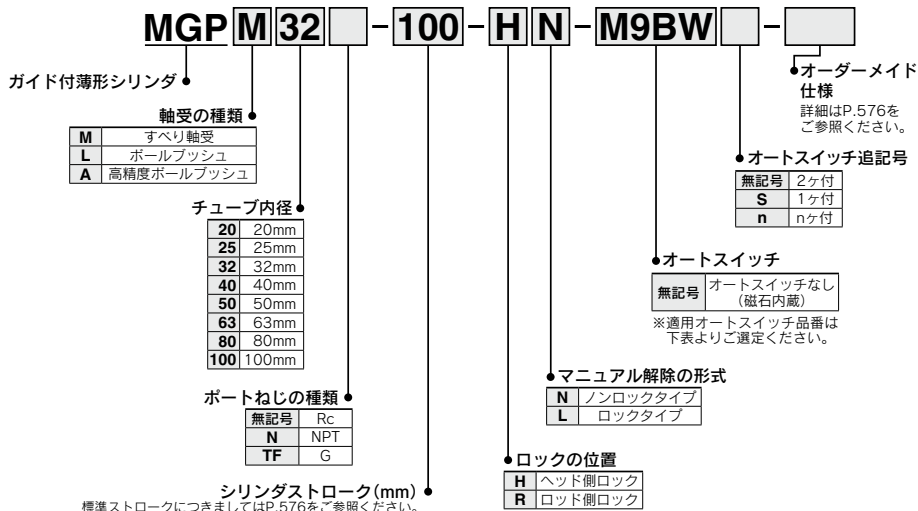 MGP M 32 - 100 - H N - M9BW -
ガイド付薄形シリンダ
軸受の種類
M すべり軸受
L ボールブッシュ
A 高精度ボールブッシュ
チューブ内径
20 20mm
25 25mm
32 32mm
40 40mm
50 50mm
63 63mm
80 80mm
100 100mm
ポートねじの種類
無記号 Rc
N NPT
TF G
シリンダストローク(mm)
標準ストロークにつきましてはP.576をご参照ください。
ロックの位置
H ヘッド側ロック
R ロッド側ロック
マニュアル解除の形式
N ノンロックタイプ
L ロックタイプ
オートスイッチ
無記号 オートスイッチなし
(磁石内蔵)
※適用オートスイッチ品番は
下表よりご選定ください。
オートスイッチ追記号
無記号 2ヶ付
S 1ヶ付
n nヶ付
オーダーメイド
仕様
詳細はP.576を
ご参照ください。